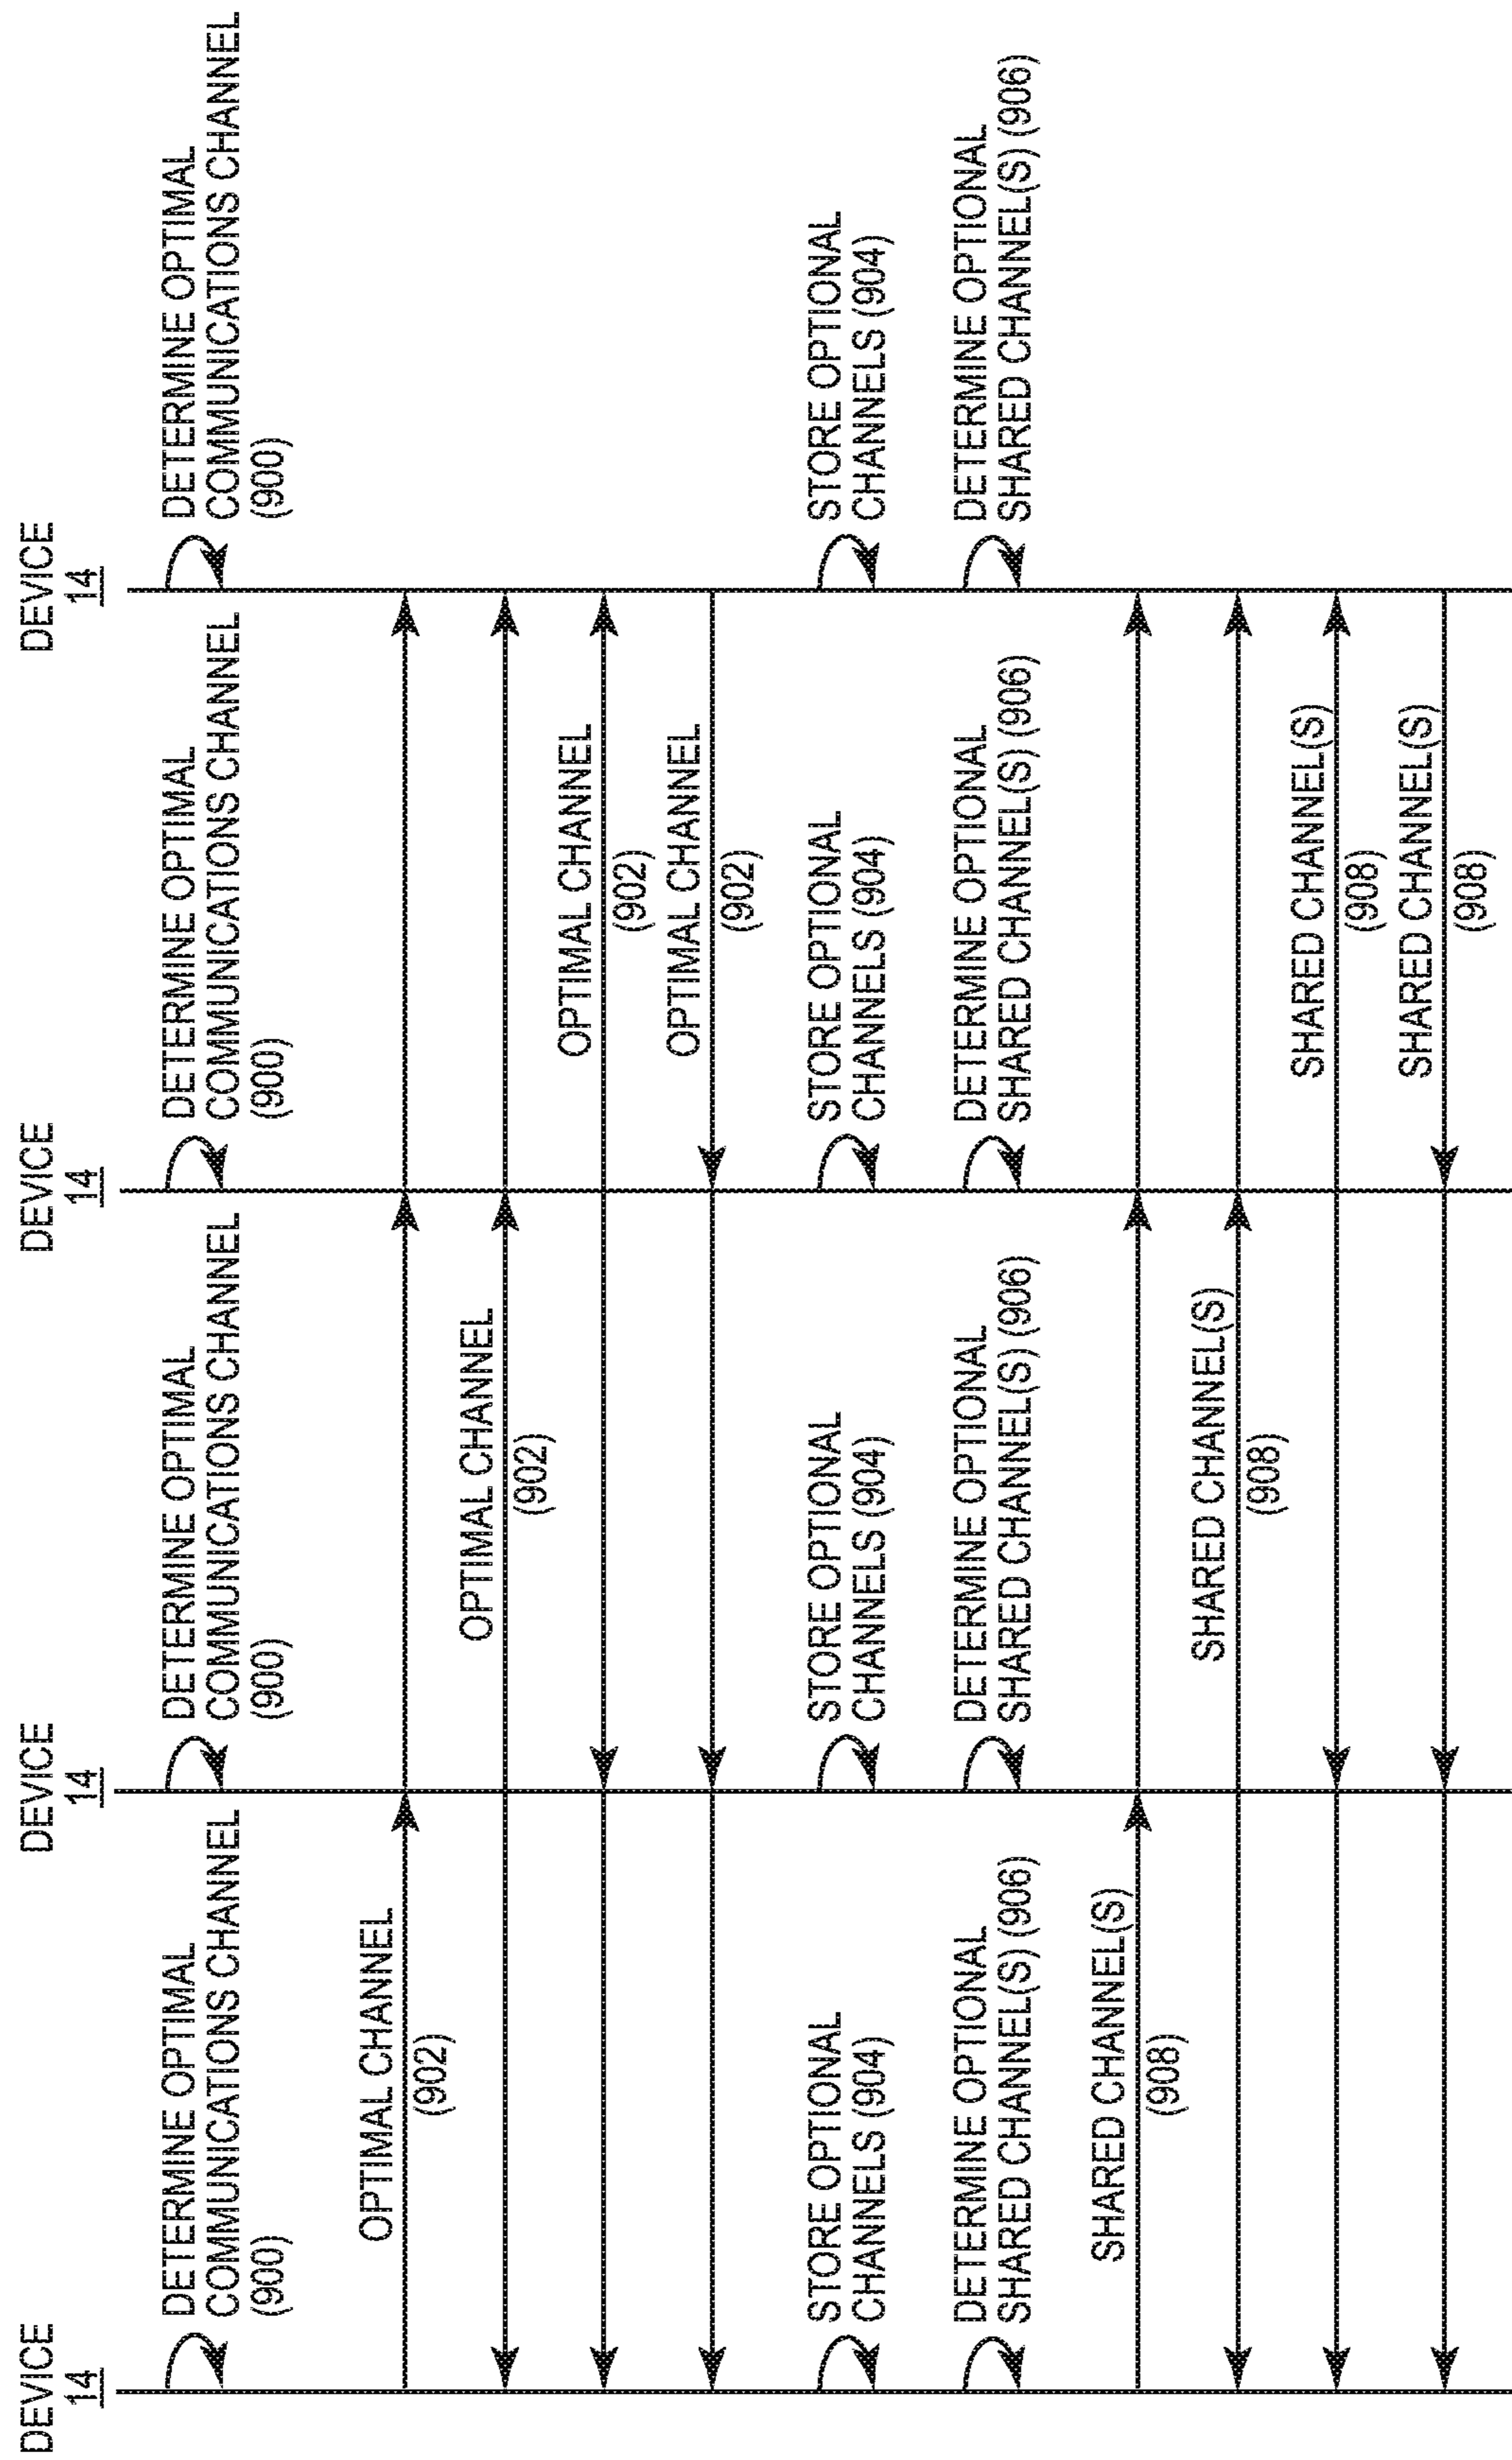 DEVICE
14
DEVICE
14
DEVICE
14
DEVICE
14
DETERMINE OPTIMAL
COMMUNICATIONS CHANNEL
(900)
DETERMINE OPTIMAL
COMMUNICATIONS CHANNEL
(900)
DETERMINE OPTIMAL
COMMUNICATIONS CHANNEL
(900)
DETERMINE OPTIMAL
COMMUNICATIONS CHANNEL
(900)
OPTIMAL CHANNEL
(902)
OPTIMAL CHANNEL
(902)
OPTIMAL CHANNEL
(902)
OPTIMAL CHANNEL
(902)
STORE OPTIONAL
CHANNELS (904)
STORE OPTIONAL
CHANNELS (904)
STORE OPTIONAL
CHANNELS (904)
STORE OPTIONAL
CHANNELS (904)
DETERMINE OPTIONAL
SHARED CHANNEL(S) (906)
DETERMINE OPTIONAL
SHARED CHANNEL(S) (906)
DETERMINE OPTIONAL
SHARED CHANNEL(S) (906)
DETERMINE OPTIONAL
SHARED CHANNEL(S) (906)
SHARED CHANNEL(S)
(908)
SHARED CHANNEL(S)
(908)
SHARED CHANNEL(S)
(908)
SHARED CHANNEL(S)
(908)